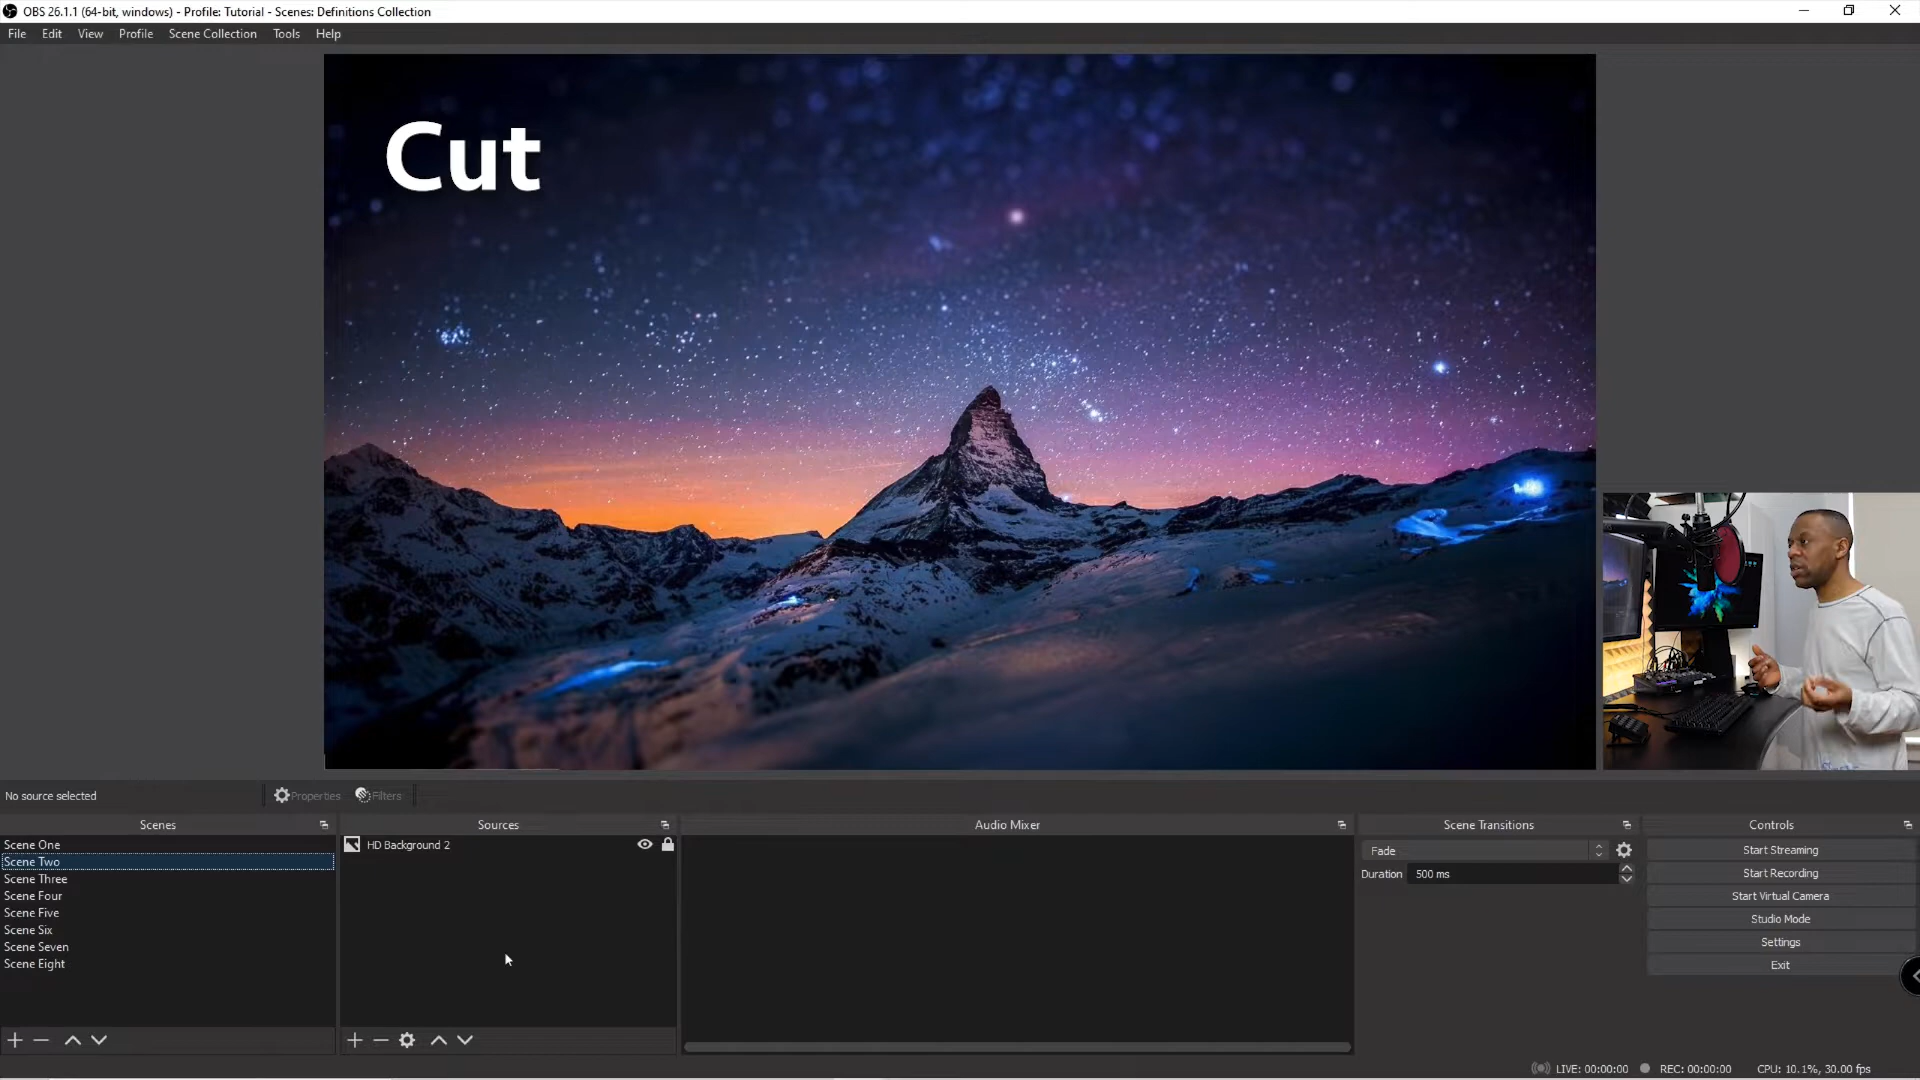 OBS 26.1.1 (64-bit, windows) - Profile: Tutorial - Scenes: Definitions Collection
File Edit View Profile Scene Collection Tools Help
Cut
No source selected Properties Filters
Scenes Sources Audio Mixer Scene Transitions Controls
Scene One
Scene Two
Scene Three
Scene Four
Scene Five
Scene Six
Scene Seven
Scene Eight
HD Background 2
Fade
Duration 500 ms
Start Streaming
Start Recording
Start Virtual Camera
Studio Mode
Settings
Exit
LIVE: 00:00:00 REC: 00:00:00 CPU: 10.1%, 30.00 fps